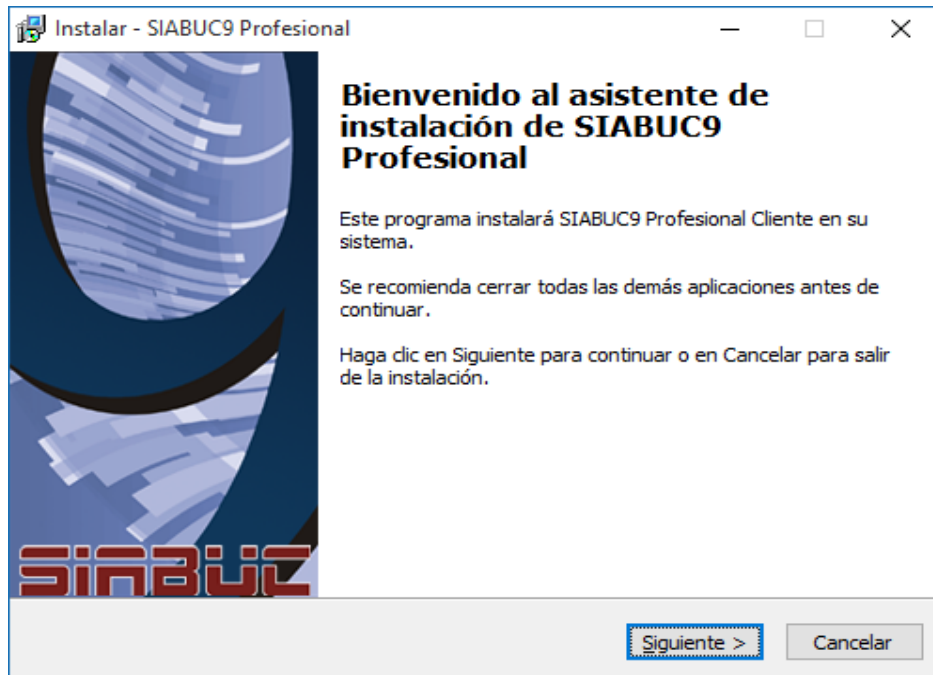 Instalar - SIABUC9 Profesional
Bienvenido al asistente de
instalación de SIABUC9
Profesional
Este programa instalará SIABUC9 Profesional Cliente en su
sistema.
Se recomienda cerrar todas las demás aplicaciones antes de
continuar.
Haga clic en Siguiente para continuar o en Cancelar para salir
de la instalación.
SIABUC
Siguiente >
Cancelar